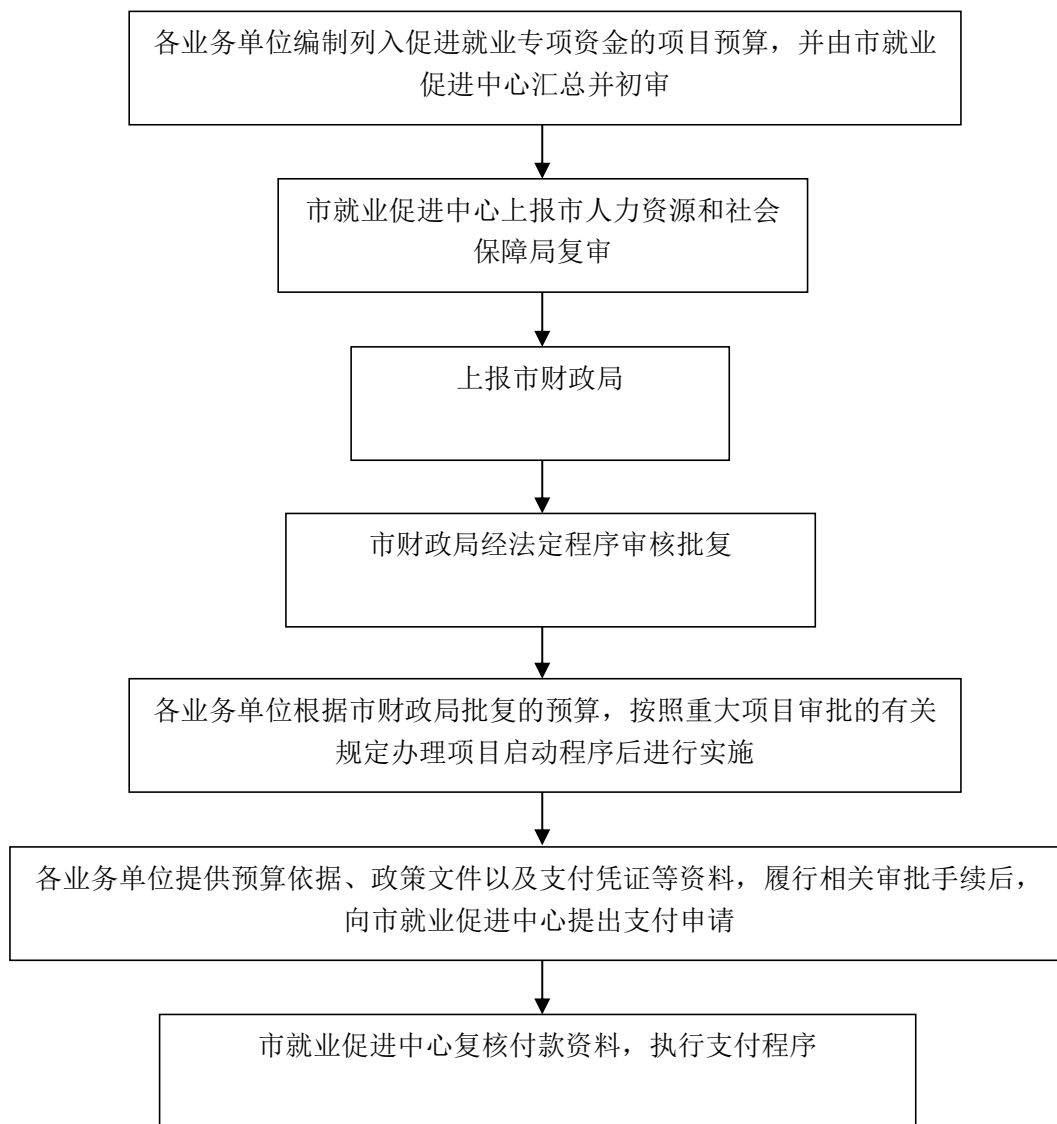 各业务单位编制列入促进就业专项资金的项目预算，并由市就业
促进中心汇总并初审
市就业促进中心上报市人力资源和社会
保障局复审
上报市财政局
市财政局经法定程序审核批复
各业务单位根据市财政局批复的预算，按照重大项目审批的有关
规定办理项目启动程序后进行实施
各业务单位提供预算依据、政策文件以及支付凭证等资料，履行相关审批手续后，
向市就业促进中心提出支付申请
市就业促进中心复核付款资料，执行支付程序